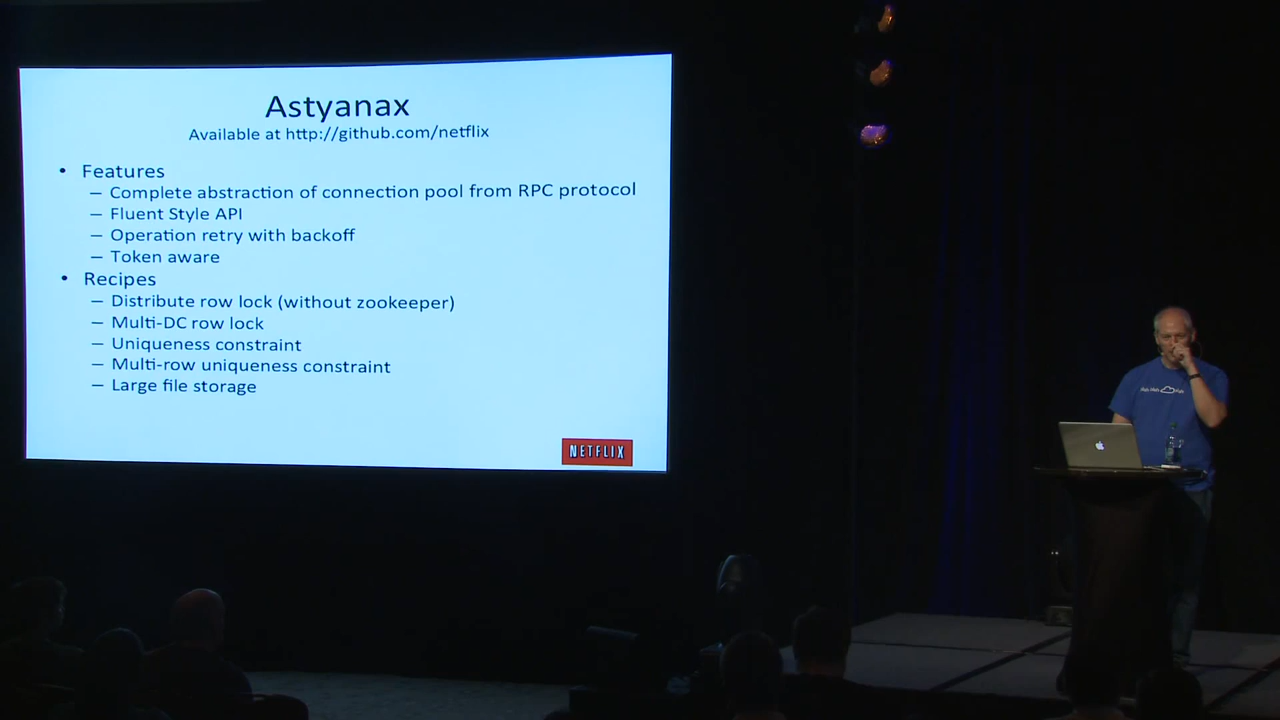 Astyanax
Available at http://github.com/netflix
• Features
– Complete abstraction of connection pool from RPC protocol
– Fluent Style API
– Operation retry with backoff
– Token aware
• Recipes
– Distribute row lock (without zookeeper)
– Multi-DC row lock
– Uniqueness constraint
– Multi-row uniqueness constraint
– Large file storage
NETFLIX